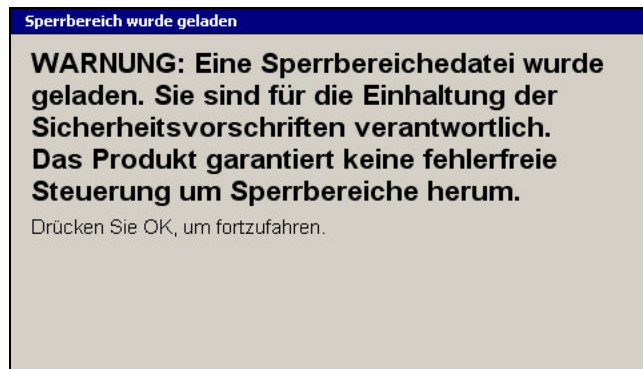 Sperrbereich wurde geladen
WARNUNG: Eine Sperrbereichedatei wurde
geladen. Sie sind für die Einhaltung der
Sicherheitsvorschriften verantwortlich.
Das Produkt garantiert keine fehlerfreie
Steuerung um Sperrbereiche herum.
Drücken Sie OK, um fortzufahren.